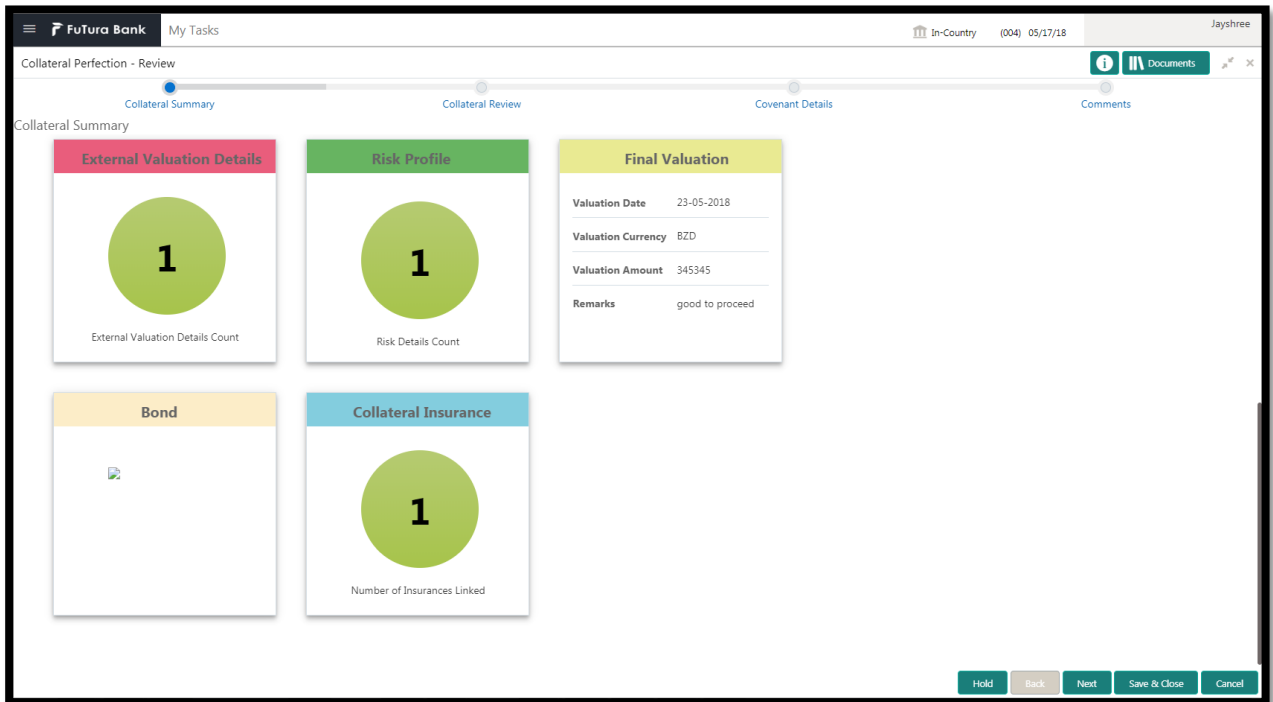 FuTura Bank My Tasks In-Country (004) 05/17/18 Jayshree
Collateral Perfection - Review Documents
Collateral Summary Collateral Review Covenant Details Comments
Collateral Summary
External Valuation Details
1
External Valuation Details Count
Risk Profile
1
Risk Details Count
Final Valuation
Valuation Date 23-05-2018
Valuation Currency BZD
Valuation Amount 345345
Remarks good to proceed
Bond
Collateral Insurance
1
Number of Insurances Linked
Hold Back Next Save & Close Cancel